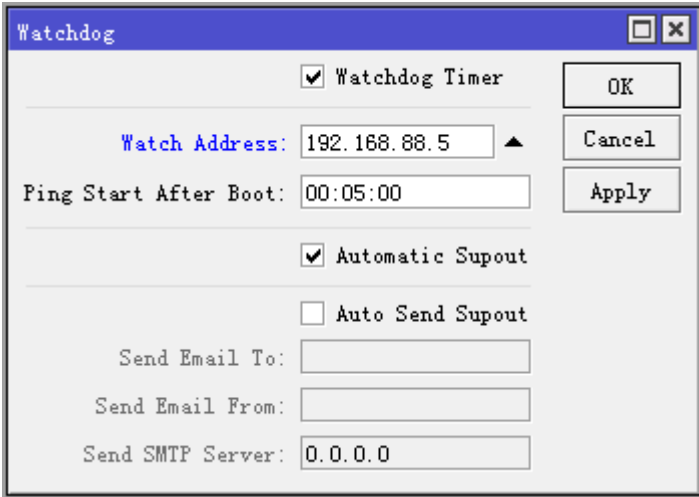 Watchdog
Watchdog Timer
OK
Watch Address: 192.168.88.5
Cancel
Ping Start After Boot: 00:05:00
Apply
Automatic Supout
Auto Send Supout
Send Email To:
Send Email From:
Send SMTP Server: 0.0.0.0